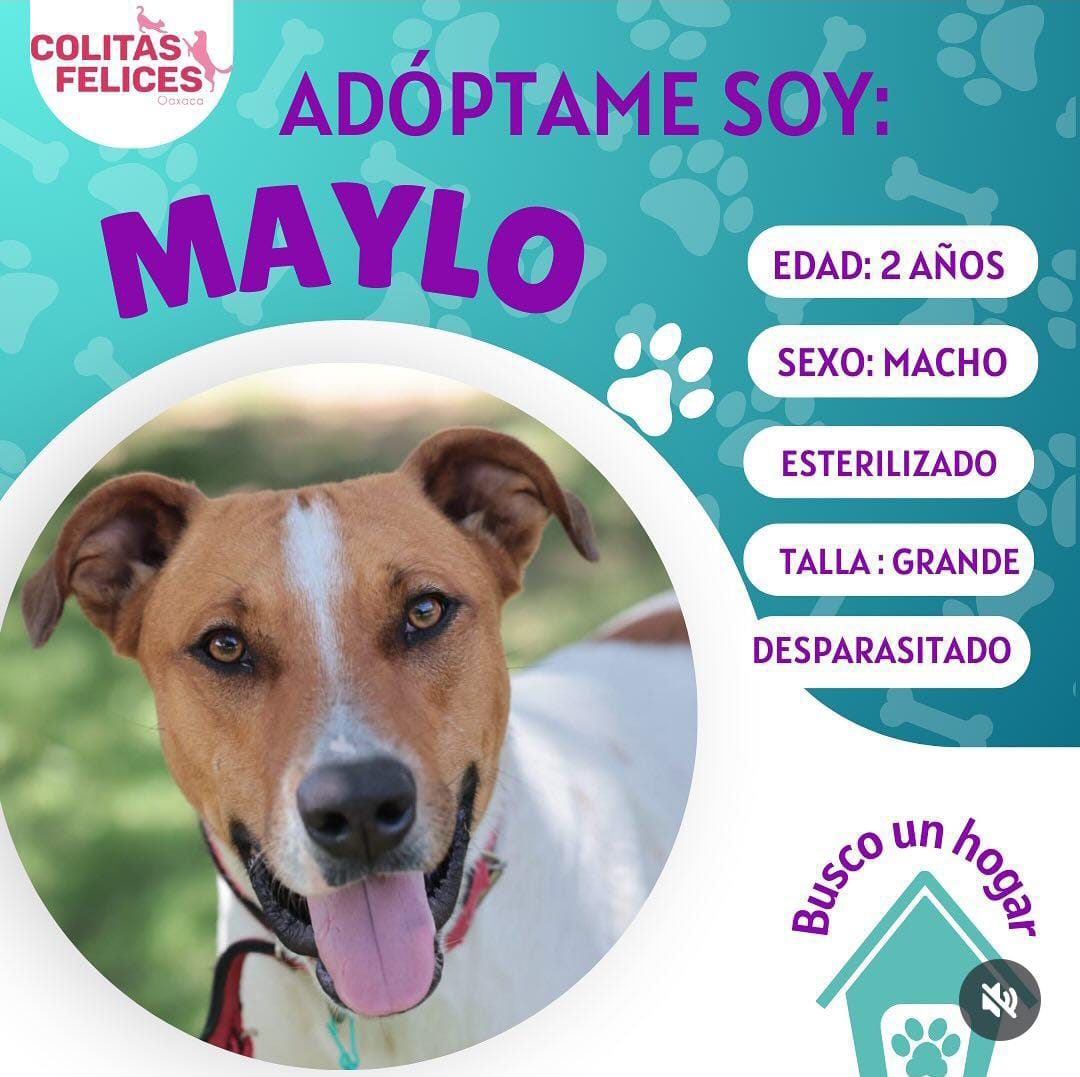 COLITAS
FELICES
Oaxaca
ADÓPTAME SOY:
MAYLO
EDAD: 2 AÑOS
SEXO: MACHO
ESTERILIZADO
TALLA : GRANDE
DESPARASITADO
Busco un hogar